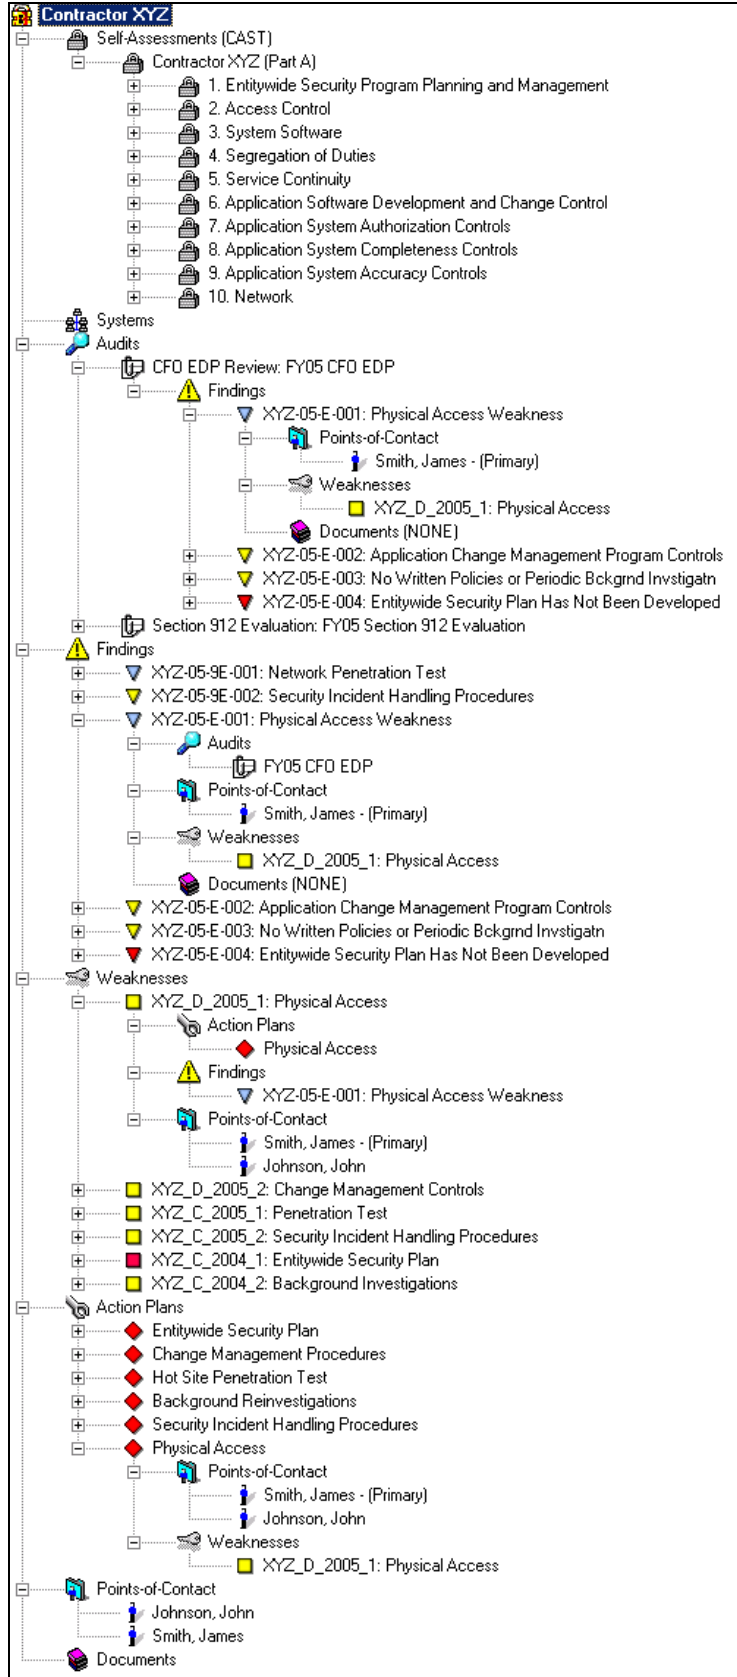 Contractor XYZ
Self-Assessments (CAST)
Contractor XYZ (Part A)
1. Entitywide Security Program Planning and Management
2. Access Control
3. System Software
4. Segregation of Duties
5. Service Continuity
6. Application Software Development and Change Control
7. Application System Authorization Controls
8. Application System Completeness Controls
9. Application System Accuracy Controls
10. Network
Systems
Audits
CFO EDP Review: FY05 CFO EDP
Findings
XYZ-05-E-001: Physical Access Weakness
Points-of-Contact
Smith, James - (Primary)
Weaknesses
XYZ_D_2005_1: Physical Access
Documents (NONE)
XYZ-05-E-002: Application Change Management Program Controls
XYZ-05-E-003: No Written Policies or Periodic Bckgrnd Invstigatn
XYZ-05-E-004: Entitywide Security Plan Has Not Been Developed
Section 912 Evaluation: FY05 Section 912 Evaluation
Findings
XYZ-05-9E-001: Network Penetration Test
XYZ-05-9E-002: Security Incident Handling Procedures
XYZ-05-E-001: Physical Access Weakness
Audits
FY05 CFO EDP
Points-of-Contact
Smith, James - (Primary)
Weaknesses
XYZ_D_2005_1: Physical Access
Documents (NONE)
XYZ-05-E-002: Application Change Management Program Controls
XYZ-05-E-003: No Written Policies or Periodic Bckgrnd Invstigatn
XYZ-05-E-004: Entitywide Security Plan Has Not Been Developed
Weaknesses
XYZ_D_2005_1: Physical Access
Action Plans
Physical Access
Findings
XYZ-05-E-001: Physical Access Weakness
Points-of-Contact
Smith, James - (Primary)
Johnson, John
XYZ_D_2005_2: Change Management Controls
XYZ_C_2005_1: Penetration Test
XYZ_C_2005_2: Security Incident Handling Procedures
XYZ_C_2004_1: Entitywide Security Plan
XYZ_C_2004_2: Background Investigations
Action Plans
Entitywide Security Plan
Change Management Procedures
Hot Site Penetration Test
Background Reinvestigations
Security Incident Handling Procedures
Physical Access
Points-of-Contact
Smith, James - (Primary)
Johnson, John
Weaknesses
XYZ_D_2005_1: Physical Access
Points-of-Contact
Johnson, John
Smith, James
Documents